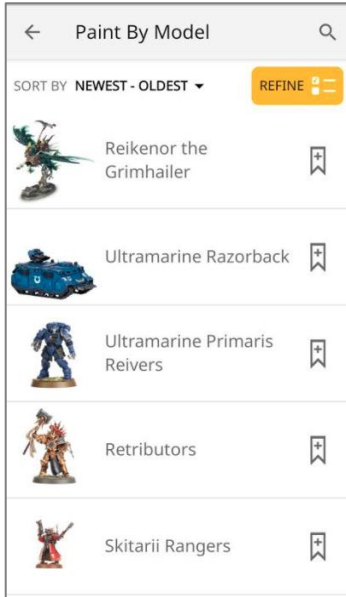 Paint By Model
SORT BY NEWEST - OLDEST
REFINE
Reikenor the
Grimhailer
Ultramarine Razorback
Ultramarine Primaris
Reivers
Retributors
Skitarii Rangers